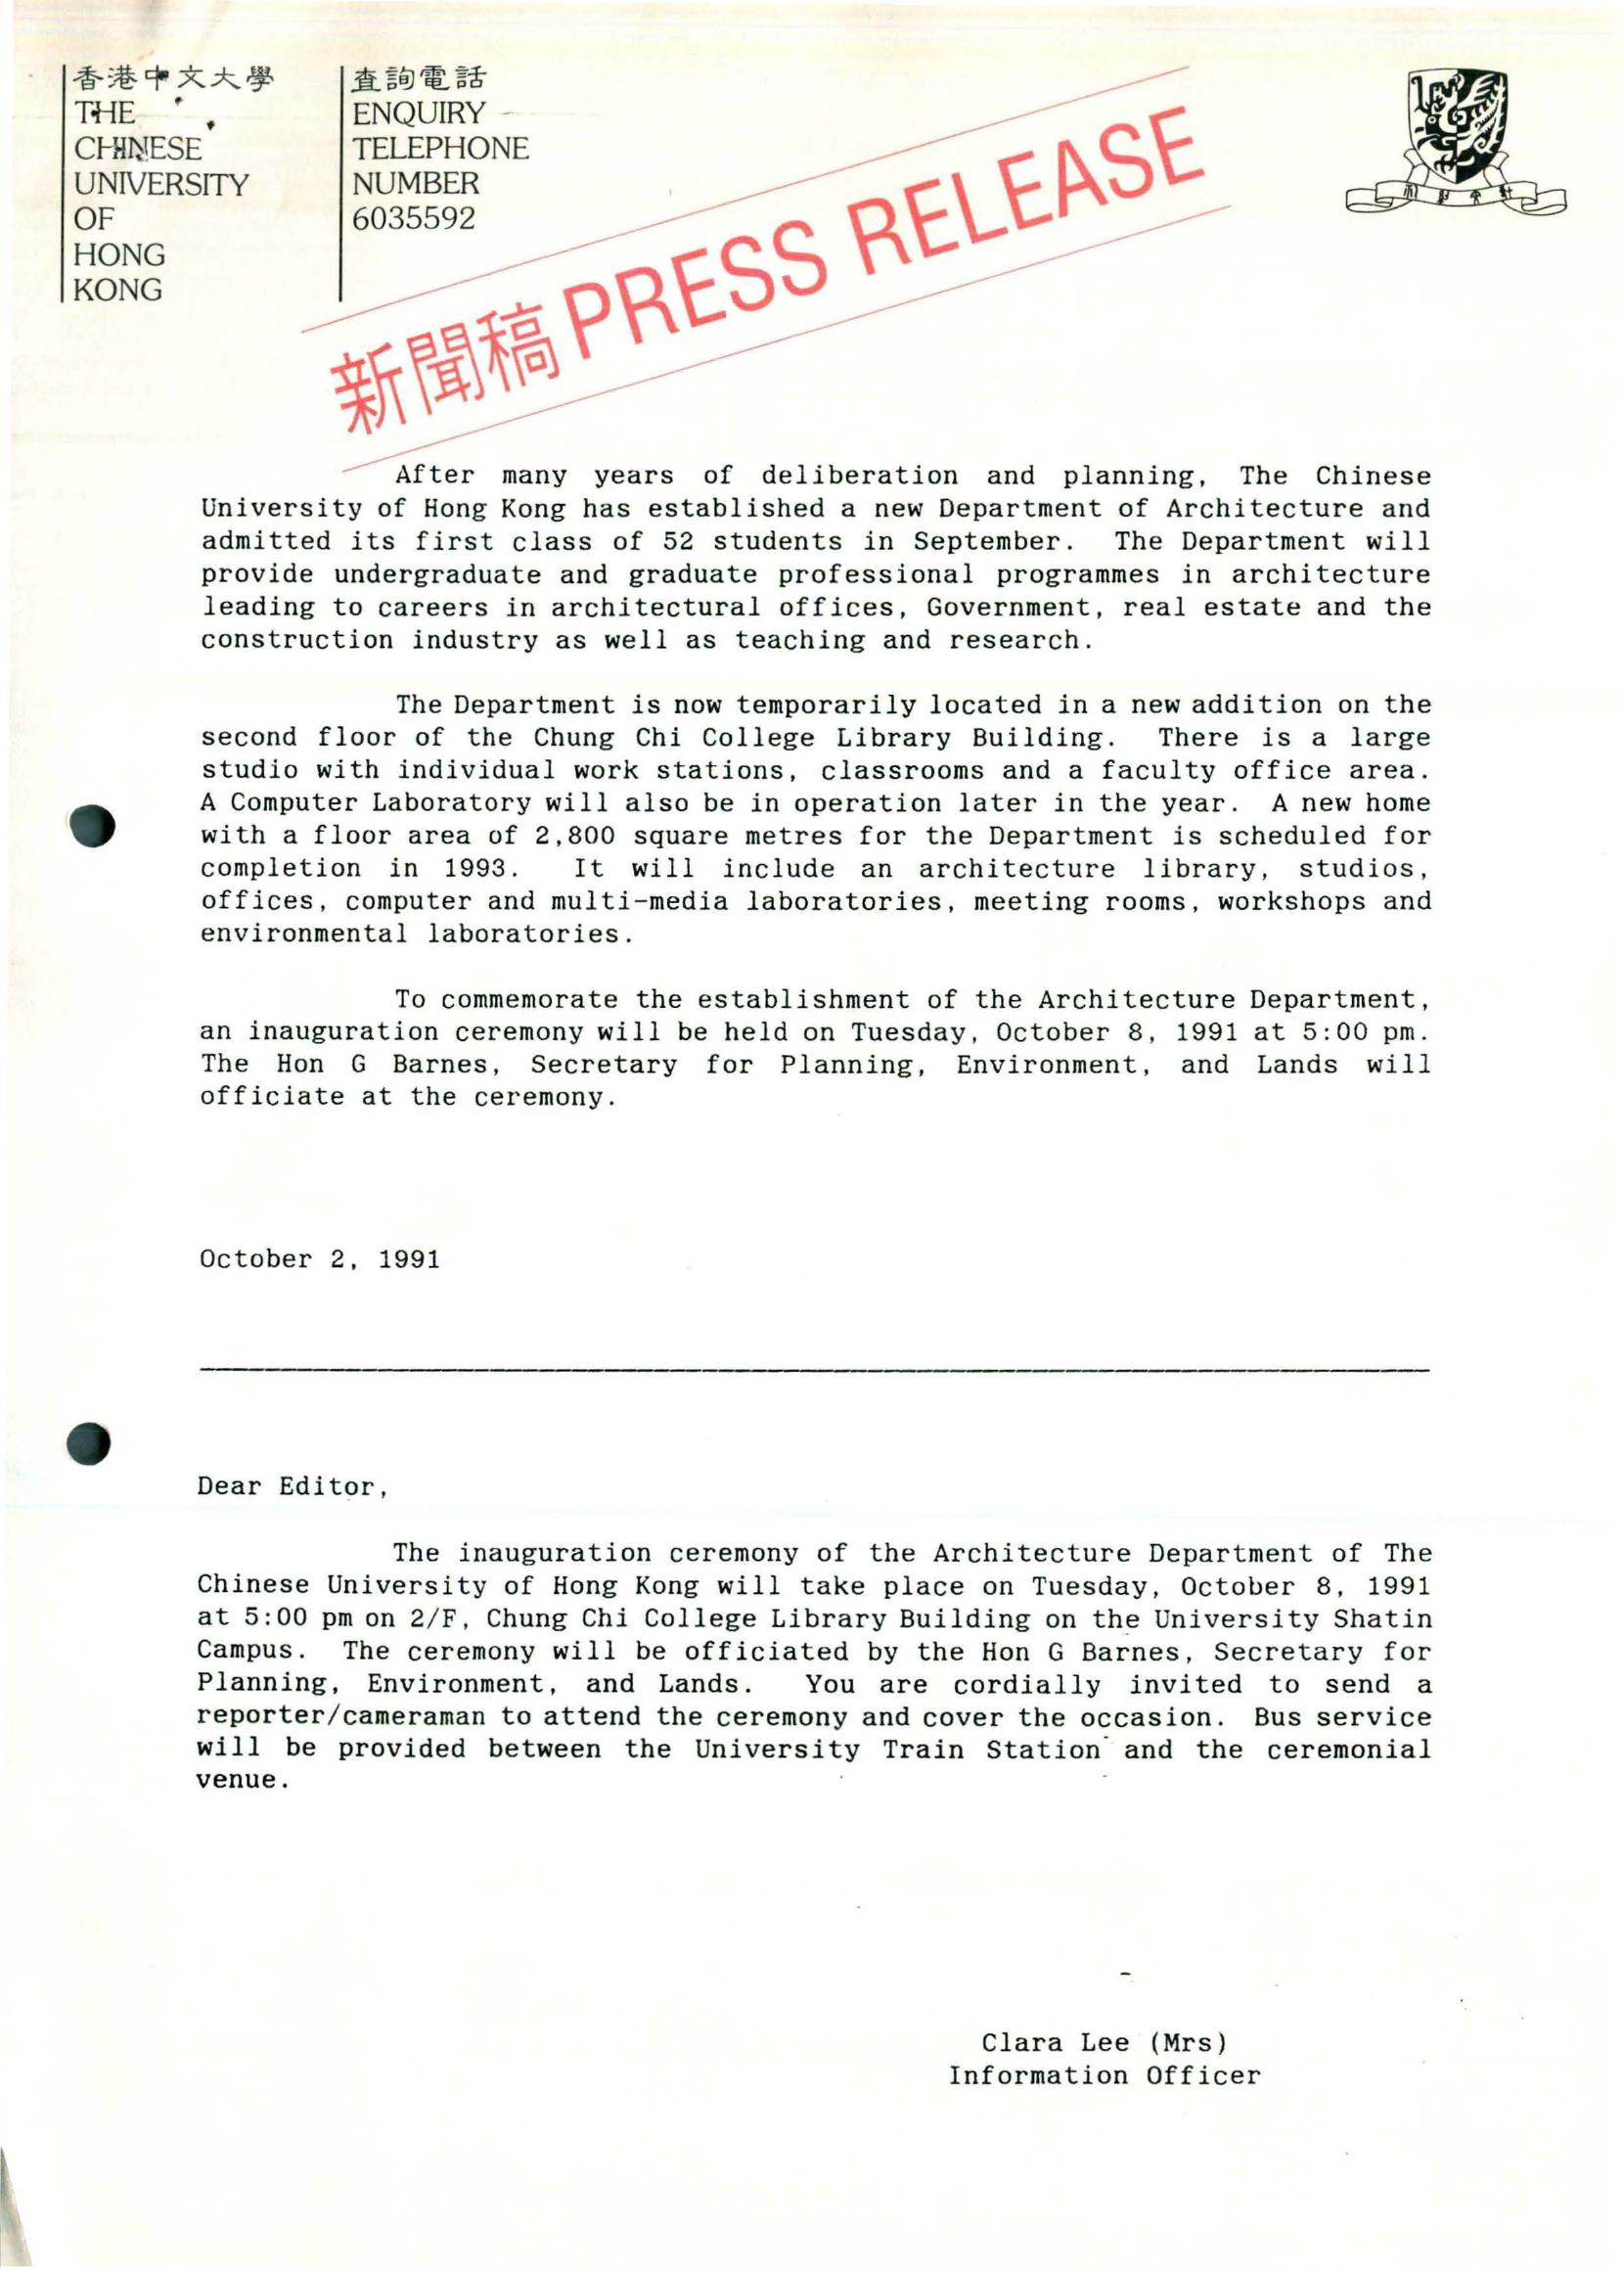 香港中文大學
THE
CHINESE
UNIVERSITY
OF
HONG
KONG
查詢電話
ENQUIRY
TELEPHONE
NUMBER
6035592
新聞稿 PRESS RELEASE
After many years of deliberation and planning, The Chinese
University of Hong Kong has established a new Department of Architecture and
admitted its first class of 52 students in September. The Department will
provide undergraduate and graduate professional programmes in architecture
leading to careers in architectural offices, Government, real estate and the
construction industry as well as teaching and research.
The Department is now temporarily located in a new addition on the
second floor of the Chung Chi College Library Building. There is a large
studio with individual work stations, classrooms and a faculty office area.
A Computer Laboratory will also be in operation later in the year. A new home
with a floor area of 2,800 square metres for the Department is scheduled for
completion in 1993. It will include an architecture library, studios,
offices, computer and multi-media laboratories, meeting rooms, workshops and
environmental laboratories.
To commemorate the establishment of the Architecture Department,
an inauguration ceremony will be held on Tuesday, October 8, 1991 at 5:00 pm.
The Hon G Barnes, Secretary for Planning, Environment, and Lands will
officiate at the ceremony.
October 2, 1991
Dear Editor,
The inauguration ceremony of the Architecture Department of The
Chinese University of Hong Kong will take place on Tuesday, October 8, 1991
at 5:00 pm on 2/F, Chung Chi College Library Building on the University Shatin
Campus. The ceremony will be officiated by the Hon G Barnes, Secretary for
Planning, Environment, and Lands. You are cordially invited to send a
reporter/cameraman to attend the ceremony and cover the occasion. Bus service
will be provided between the University Train Station and the ceremonial
venue.
Clara Lee (Mrs)
Information Officer